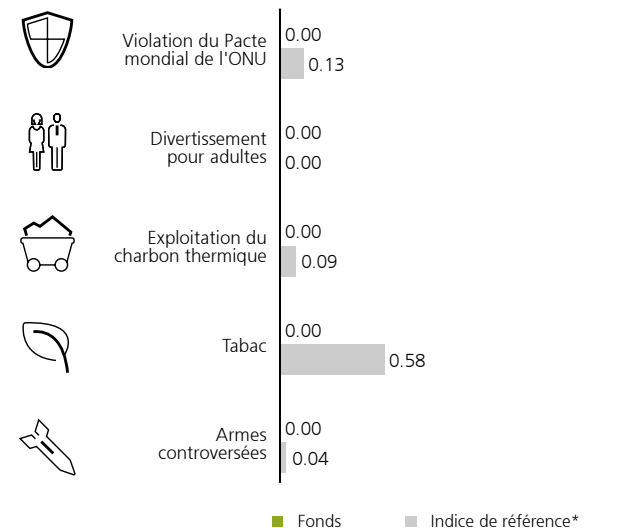 0.00
Violation du Pacte
mondial de l'ONU
0.13
0.00
Divertissement
pour adultes
0.00
0.00
Exploitation du
charbon thermique
0.09
0.00
Tabac
0.58
0.00
Armes
controversées
0.04
Fonds Indice de référence*